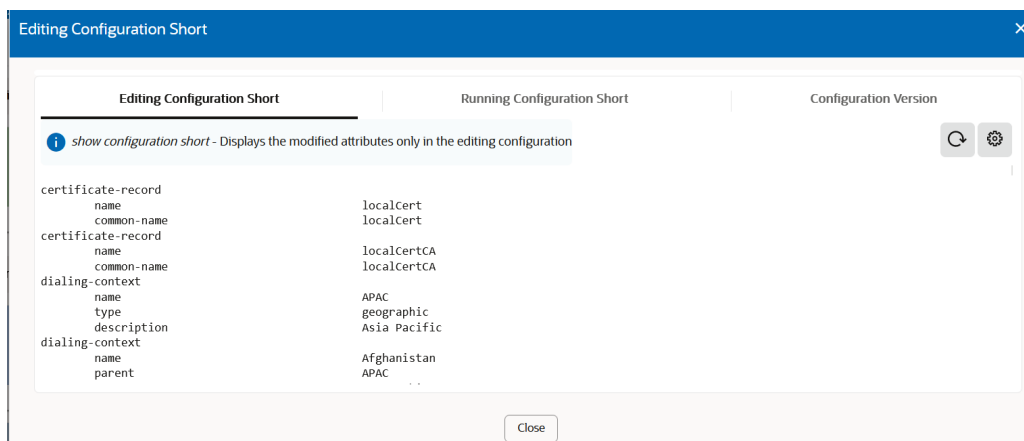 Editing Configuration Short
Editing Configuration Short Running Configuration Short Configuration Version
show configuration short - Displays the modified attributes only in the editing configuration
certificate-record
name localCert
common-name localCert
certificate-record
name localCertCA
common-name localCertCA
dialing-context
name APAC
type geographic
description Asia Pacific
dialing-context
name Afghanistan
parent APAC
Close